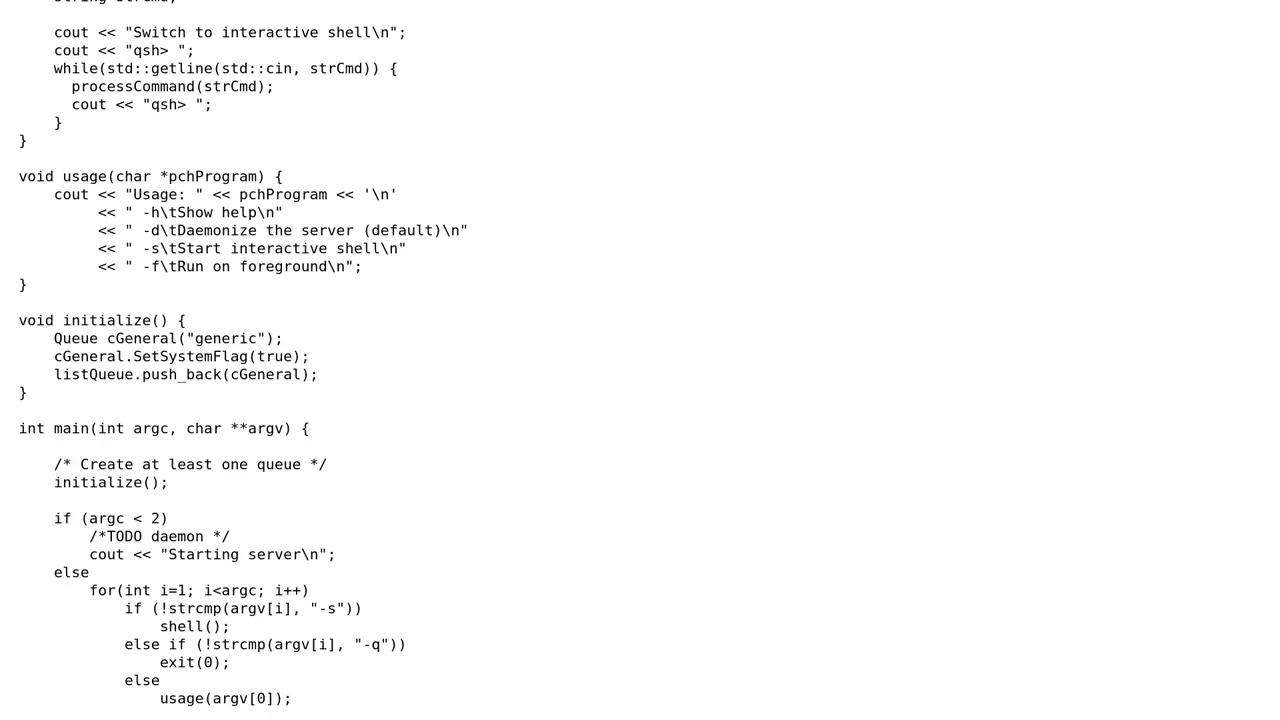 string strCmd;

    cout << "Switch to interactive shell\n";
    cout << "qsh> ";
    while(std::getline(std::cin, strCmd)) {
      processCommand(strCmd);
      cout << "qsh> ";
    }
}

void usage(char *pchProgram) {
    cout << "Usage: " << pchProgram << '\n'
         << " -h\tShow help\n"
         << " -d\tDaemonize the server (default)\n"
         << " -s\tStart interactive shell\n"
         << " -f\tRun on foreground\n";
}

void initialize() {
    Queue cGeneral("generic");
    cGeneral.SetSystemFlag(true);
    listQueue.push_back(cGeneral);
}

int main(int argc, char **argv) {

    /* Create at least one queue */
    initialize();

    if (argc < 2)
        /*TODO daemon */
        cout << "Starting server\n";
    else
        for(int i=1; i<argc; i++)
            if (!strcmp(argv[i], "-s"))
                shell();
            else if (!strcmp(argv[i], "-q"))
                exit(0);
            else
                usage(argv[0]);